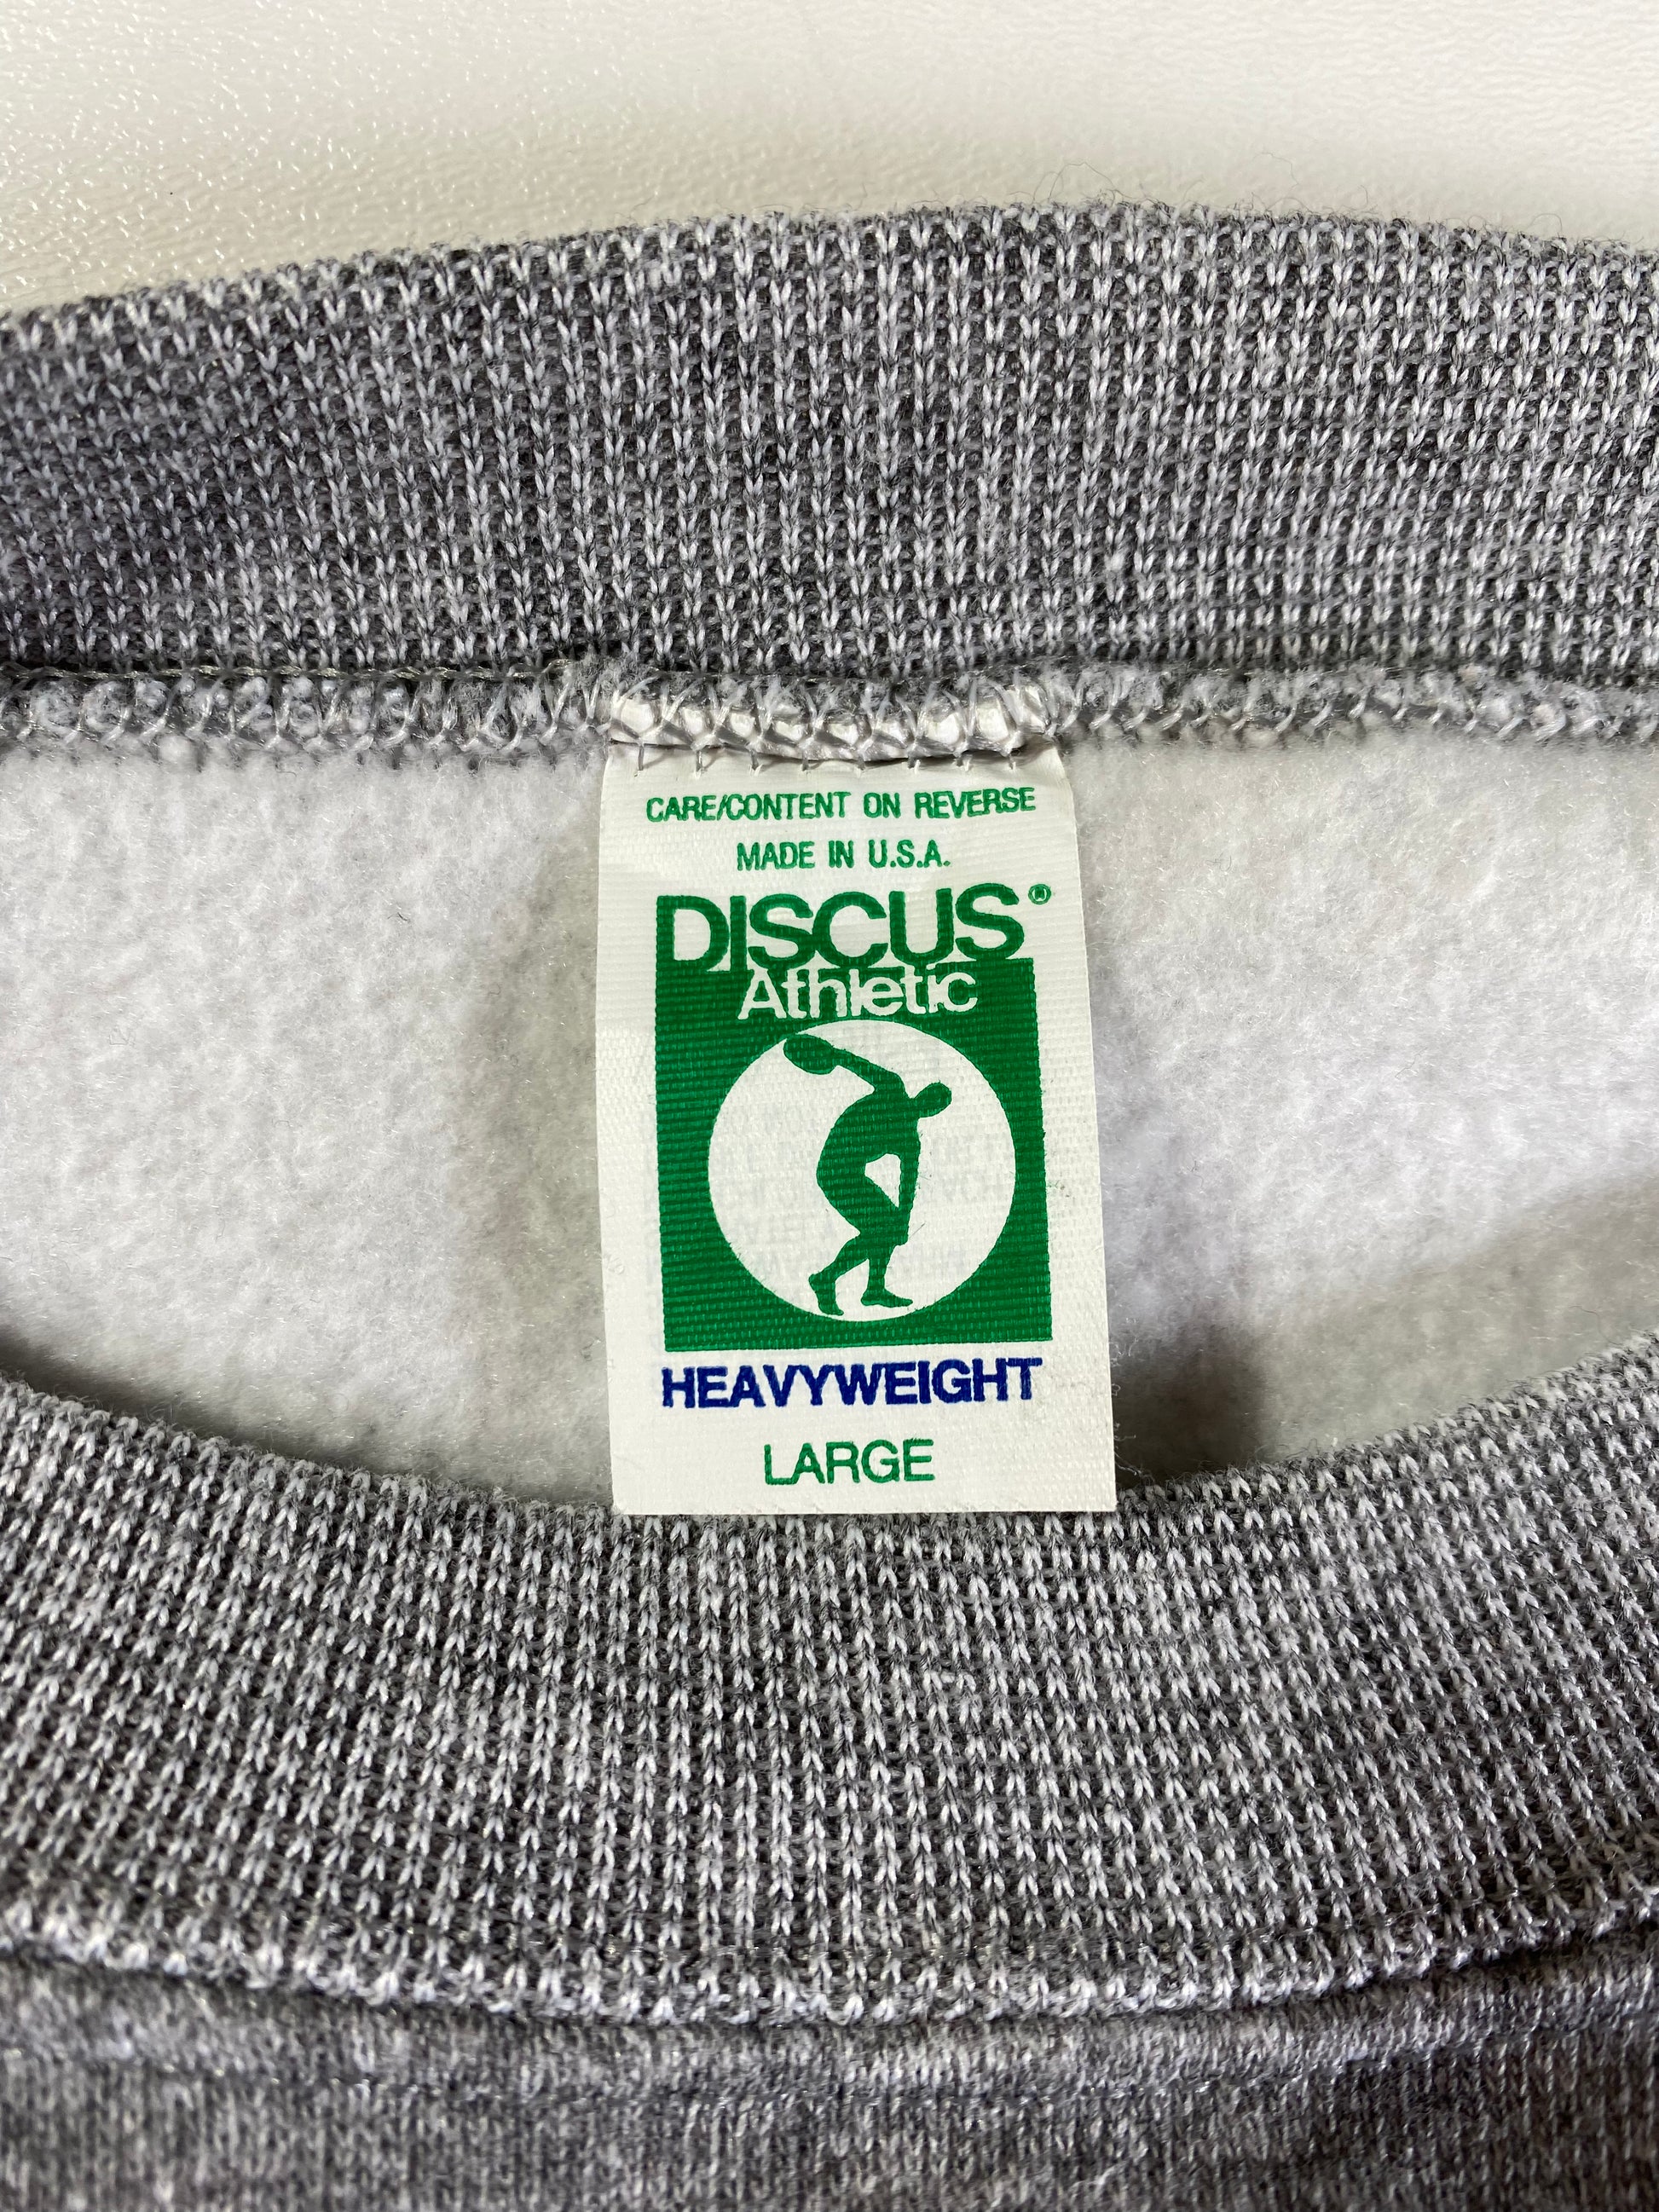 CARE/CONTENT ON REVERSE
MADE IN U.S.A.
DISCUS®
Athletic
HEAVYWEIGHT
LARGE